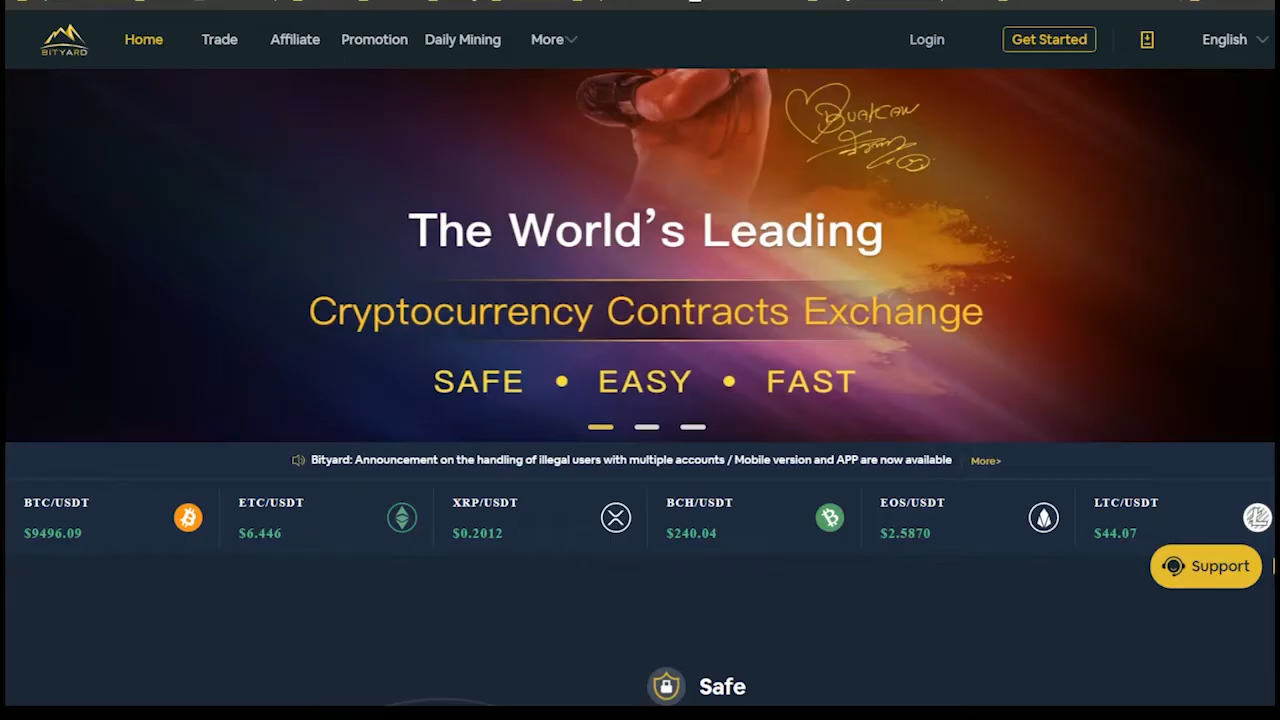 BITYARD
Home Trade Affiliate Promotion Daily Mining More Login Get Started English
BUAKAW
The World's Leading
Cryptocurrency Contracts Exchange
SAFE • EASY • FAST
Bityard: Announcement on the handling of illegal users with multiple accounts / Mobile version and APP are now available More>
BTC/USDT ETC/USDT XRP/USDT BCH/USDT EOS/USDT LTC/USDT
$9496.09 $6.446 $0.2012 $240.04 $2.5870 $44.07
Support
Safe